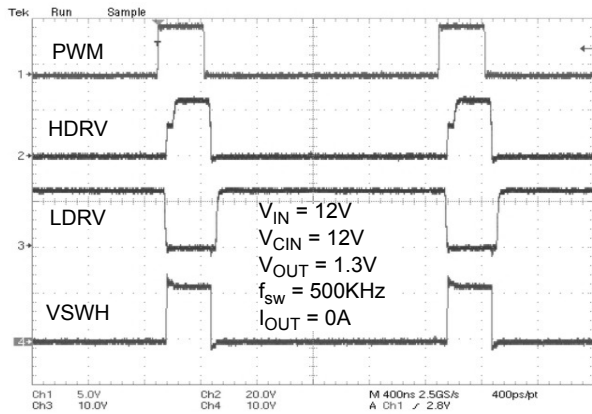 Tek Run Sample
PWM
1
HDRV
2
LDRV
3
VSWH
4
V_IN = 12V
V_CIN = 12V
V_OUT = 1.3V
f_sw = 500KHz
I_OUT = 0A
Ch1 5.0V Ch2 20.0V M 400ns 2.5GS/s 400ps/pt
Ch3 10.0V Ch4 10.0V A Ch1 / 2.8V